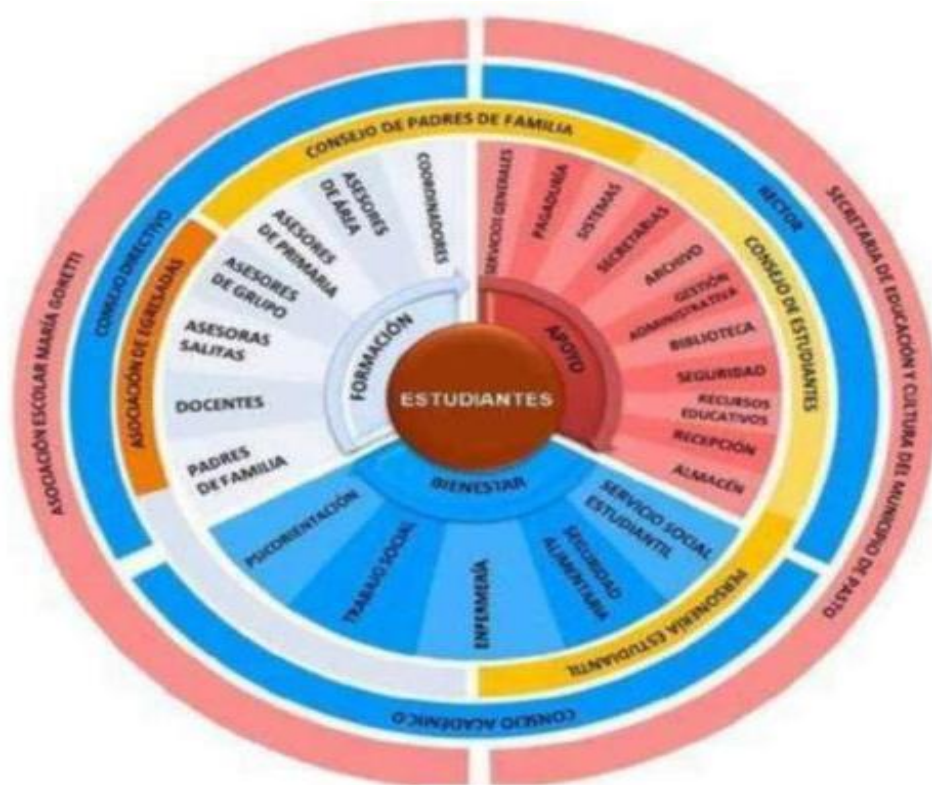 ASOCIACIÓN ESCOLAR MARÍA GORETTI
SECRETARIA DE EDUCACIÓN Y CULTURA DEL MUNICIPIO DE PASTO
CONSEJO DIRECTIVO
RECTOR
CONSEJO ACADÉMICO
CONSEJO DE PADRES DE FAMILIA
CONSEJO DE ESTUDIANTES
PERSONERIA ESTUDIANTIL
ASOCIACIÓN DE EGRESADAS
ESTUDIANTES
FORMACIÓN
COORDINADORES
ASESORES
DE ÁREA
ASESORES
DE PRIMARIA
ASESORES
DE GRUPO
ASESORAS
SALITAS
DOCENTES
PADRES
DE FAMILIA
APOYO
SERVICIOS GENERALES
PAGADURÍA
SISTEMAS
SECRETARIAS
ARCHIVO
GESTIÓN
ADMINISTRATIVA
BIBLIOTECA
SEGURIDAD
RECURSOS
EDUCATIVOS
RECEPCIÓN
ALMACÉN
BIENESTAR
PSICORIENTACIÓN
TRABAJO SOCIAL
ENFERMERÍA
SEGURIDAD
ALIMENTARIA
SERVICIO SOCIAL
ESTUDIANTIL